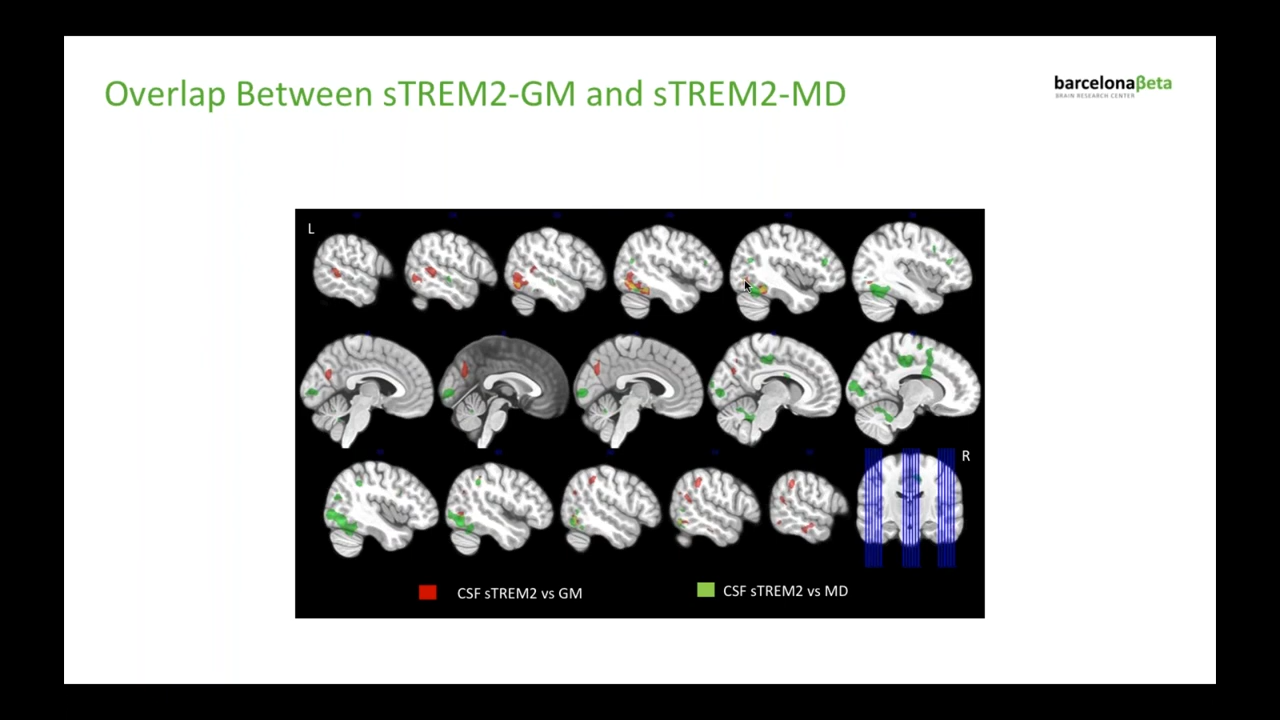 Overlap Between sTREM2-GM and sTREM2-MD
barcelonaβeta
BRAIN RESEARCH CENTER
L
R
CSF sTREM2 vs GM
CSF sTREM2 vs MD